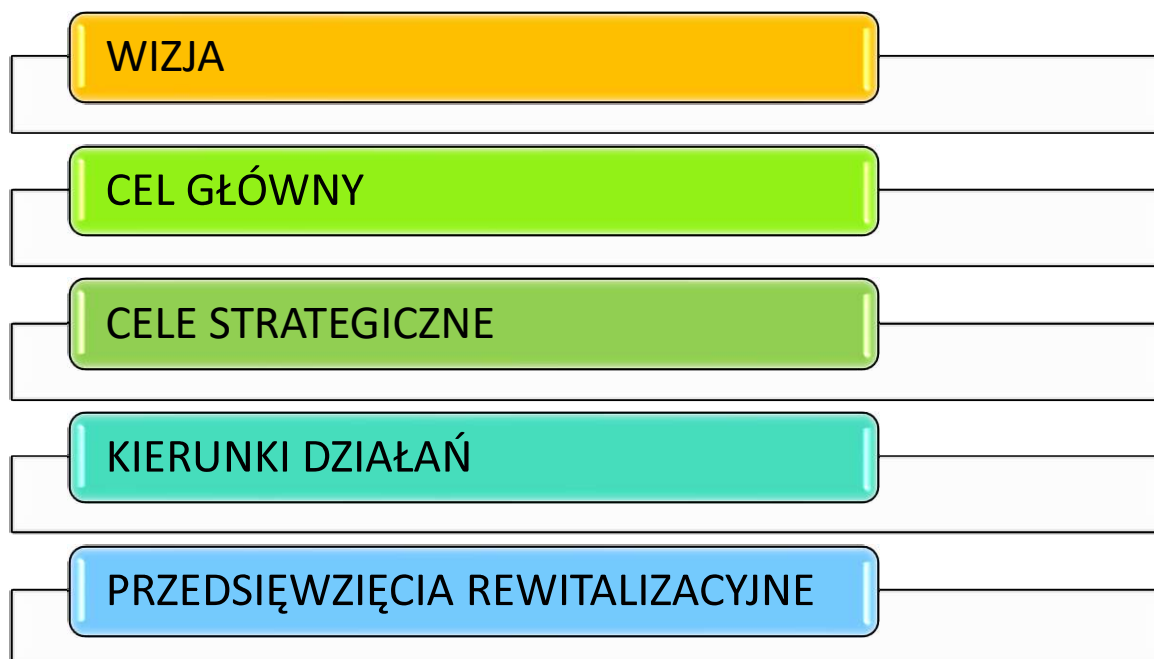 WIZJA
CEL GŁÓWNY
CELE STRATEGICZNE
KIERUNKI DZIAŁAŃ
PRZEDSIĘWZIĘCIA REWITALIZACYJNE